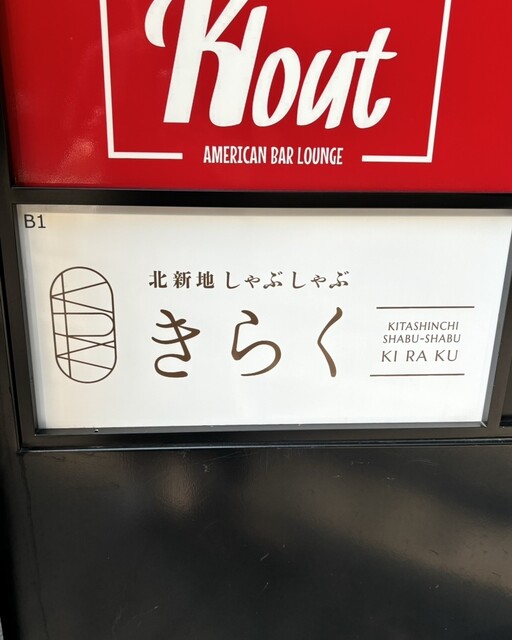 Klout
AMERICAN BAR LOUNGE
B1
北新地 しゃぶしゃぶ
きらく
KITASHINCHI
SHABU-SHABU
KI RA KU